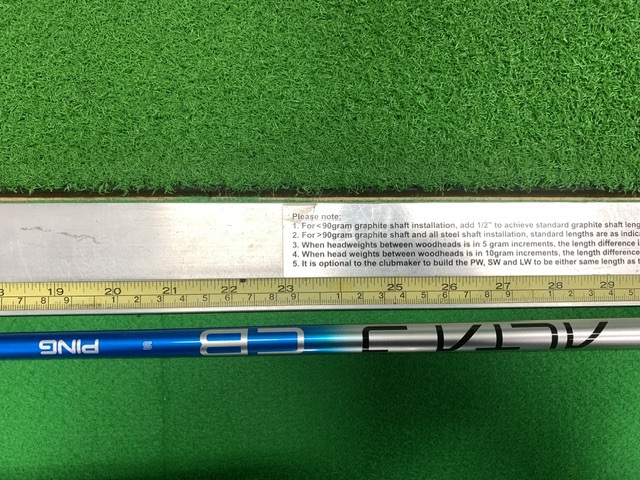 Please note:
1. For <90gram graphite shaft installation, add 1/2" to achieve standard graphite shaft leng
2. For >90gram graphite shaft and all steel shaft installation, standard lengths are as indica
3. When headweights between woodheads is in 5 gram increments, the length difference i
4. When head weights between woodheads is in 10gram increments, the length difference
5. It is optional to the clubmaker to build the PW, SW and LW to be either same length as t
19 20 21 22 23 25 26 27 28 29
ALTA J CB S PING